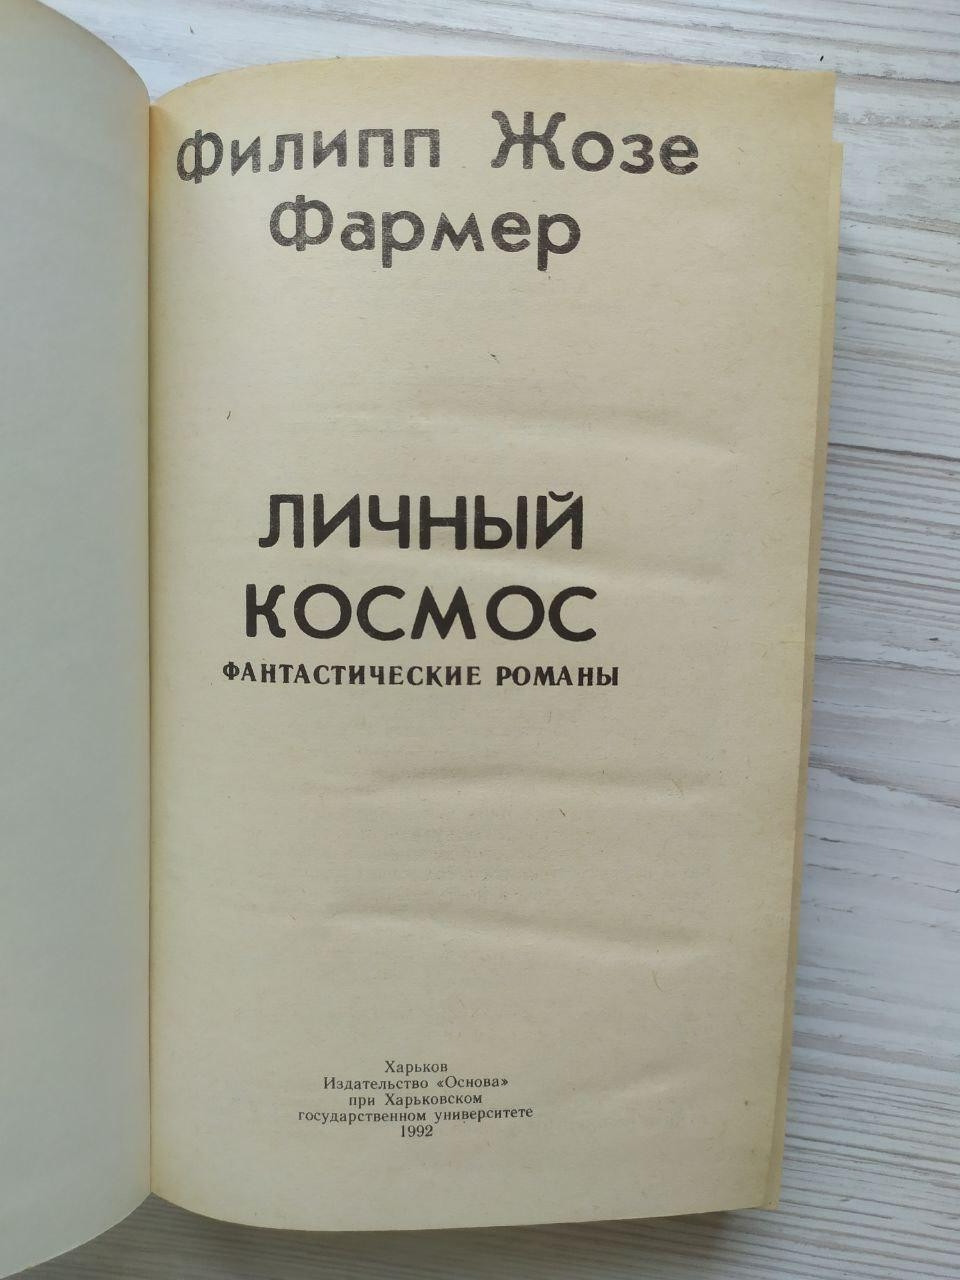 Филипп Жозе
Фармер
ЛИЧНЫЙ
КОСМОС
ФАНТАСТИЧЕСКИЕ РОМАНЫ
Харьков
Издательство «Основа»
при Харьковском
государственном университете
1992